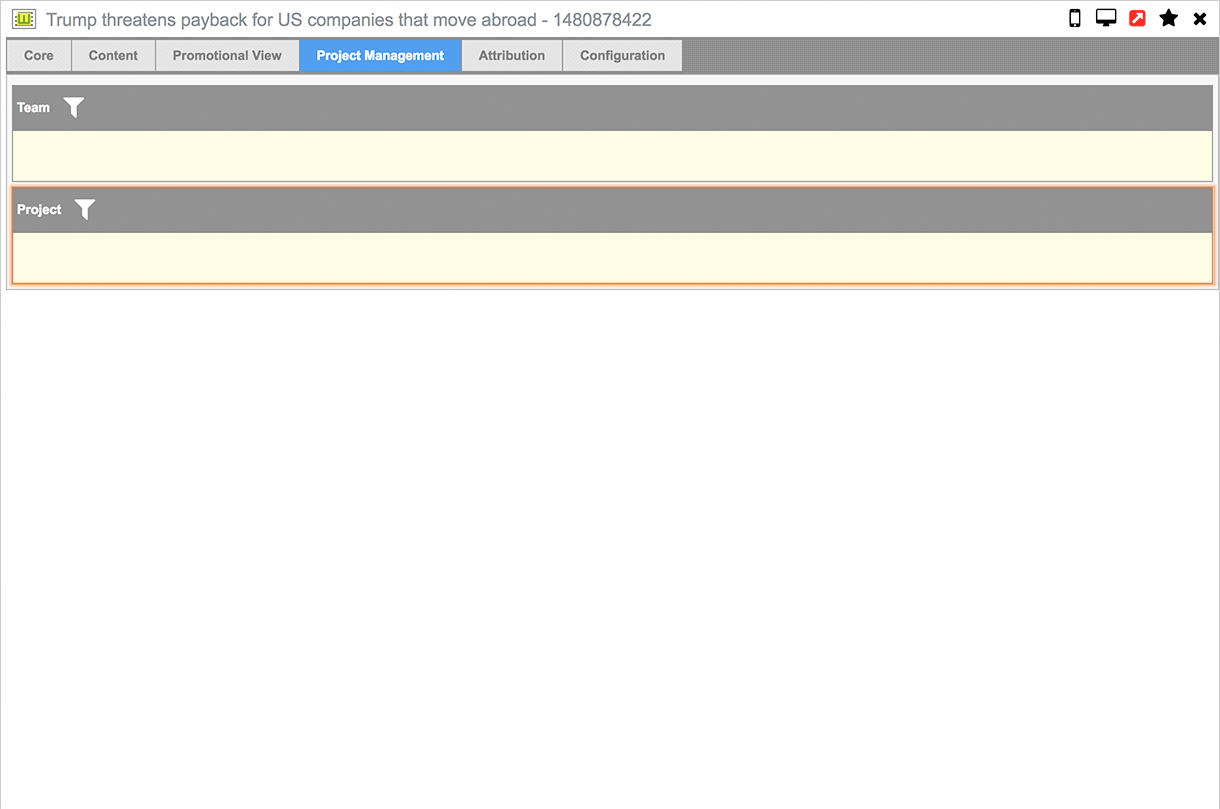 Trump threatens payback for US companies that move abroad - 1480878422
Core Content Promotional View Project Management Attribution Configuration
Team
Project